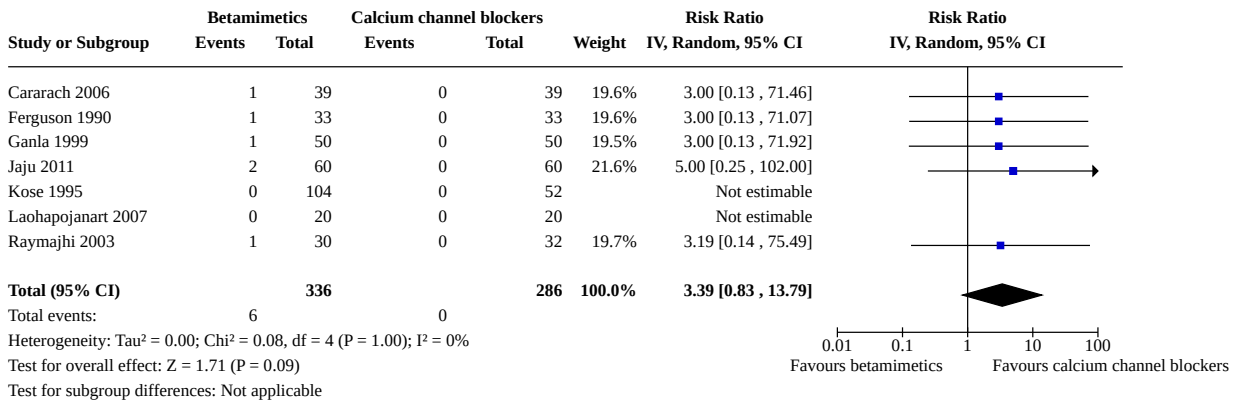 Betamimetics Calcium channel blockers Risk Ratio Risk Ratio
Study or Subgroup Events Total Events Total Weight IV, Random, 95% CI IV, Random, 95% CI
Cararach 2006 1 39 0 39 19.6% 3.00 [0.13 , 71.46]
Ferguson 1990 1 33 0 33 19.6% 3.00 [0.13 , 71.07]
Ganla 1999 1 50 0 50 19.5% 3.00 [0.13 , 71.92]
Jaju 2011 2 60 0 60 21.6% 5.00 [0.25 , 102.00]
Kose 1995 0 104 0 52 Not estimable
Laohapojanart 2007 0 20 0 20 Not estimable
Raymajhi 2003 1 30 0 32 19.7% 3.19 [0.14 , 75.49]
Total (95% CI) 336 286 100.0% 3.39 [0.83 , 13.79]
Total events: 6 0
Heterogeneity: Tau² = 0.00; Chi² = 0.08, df = 4 (P = 1.00); I² = 0%
Test for overall effect: Z = 1.71 (P = 0.09)
Test for subgroup differences: Not applicable
0.01 0.1 1 10 100
Favours betamimetics Favours calcium channel blockers